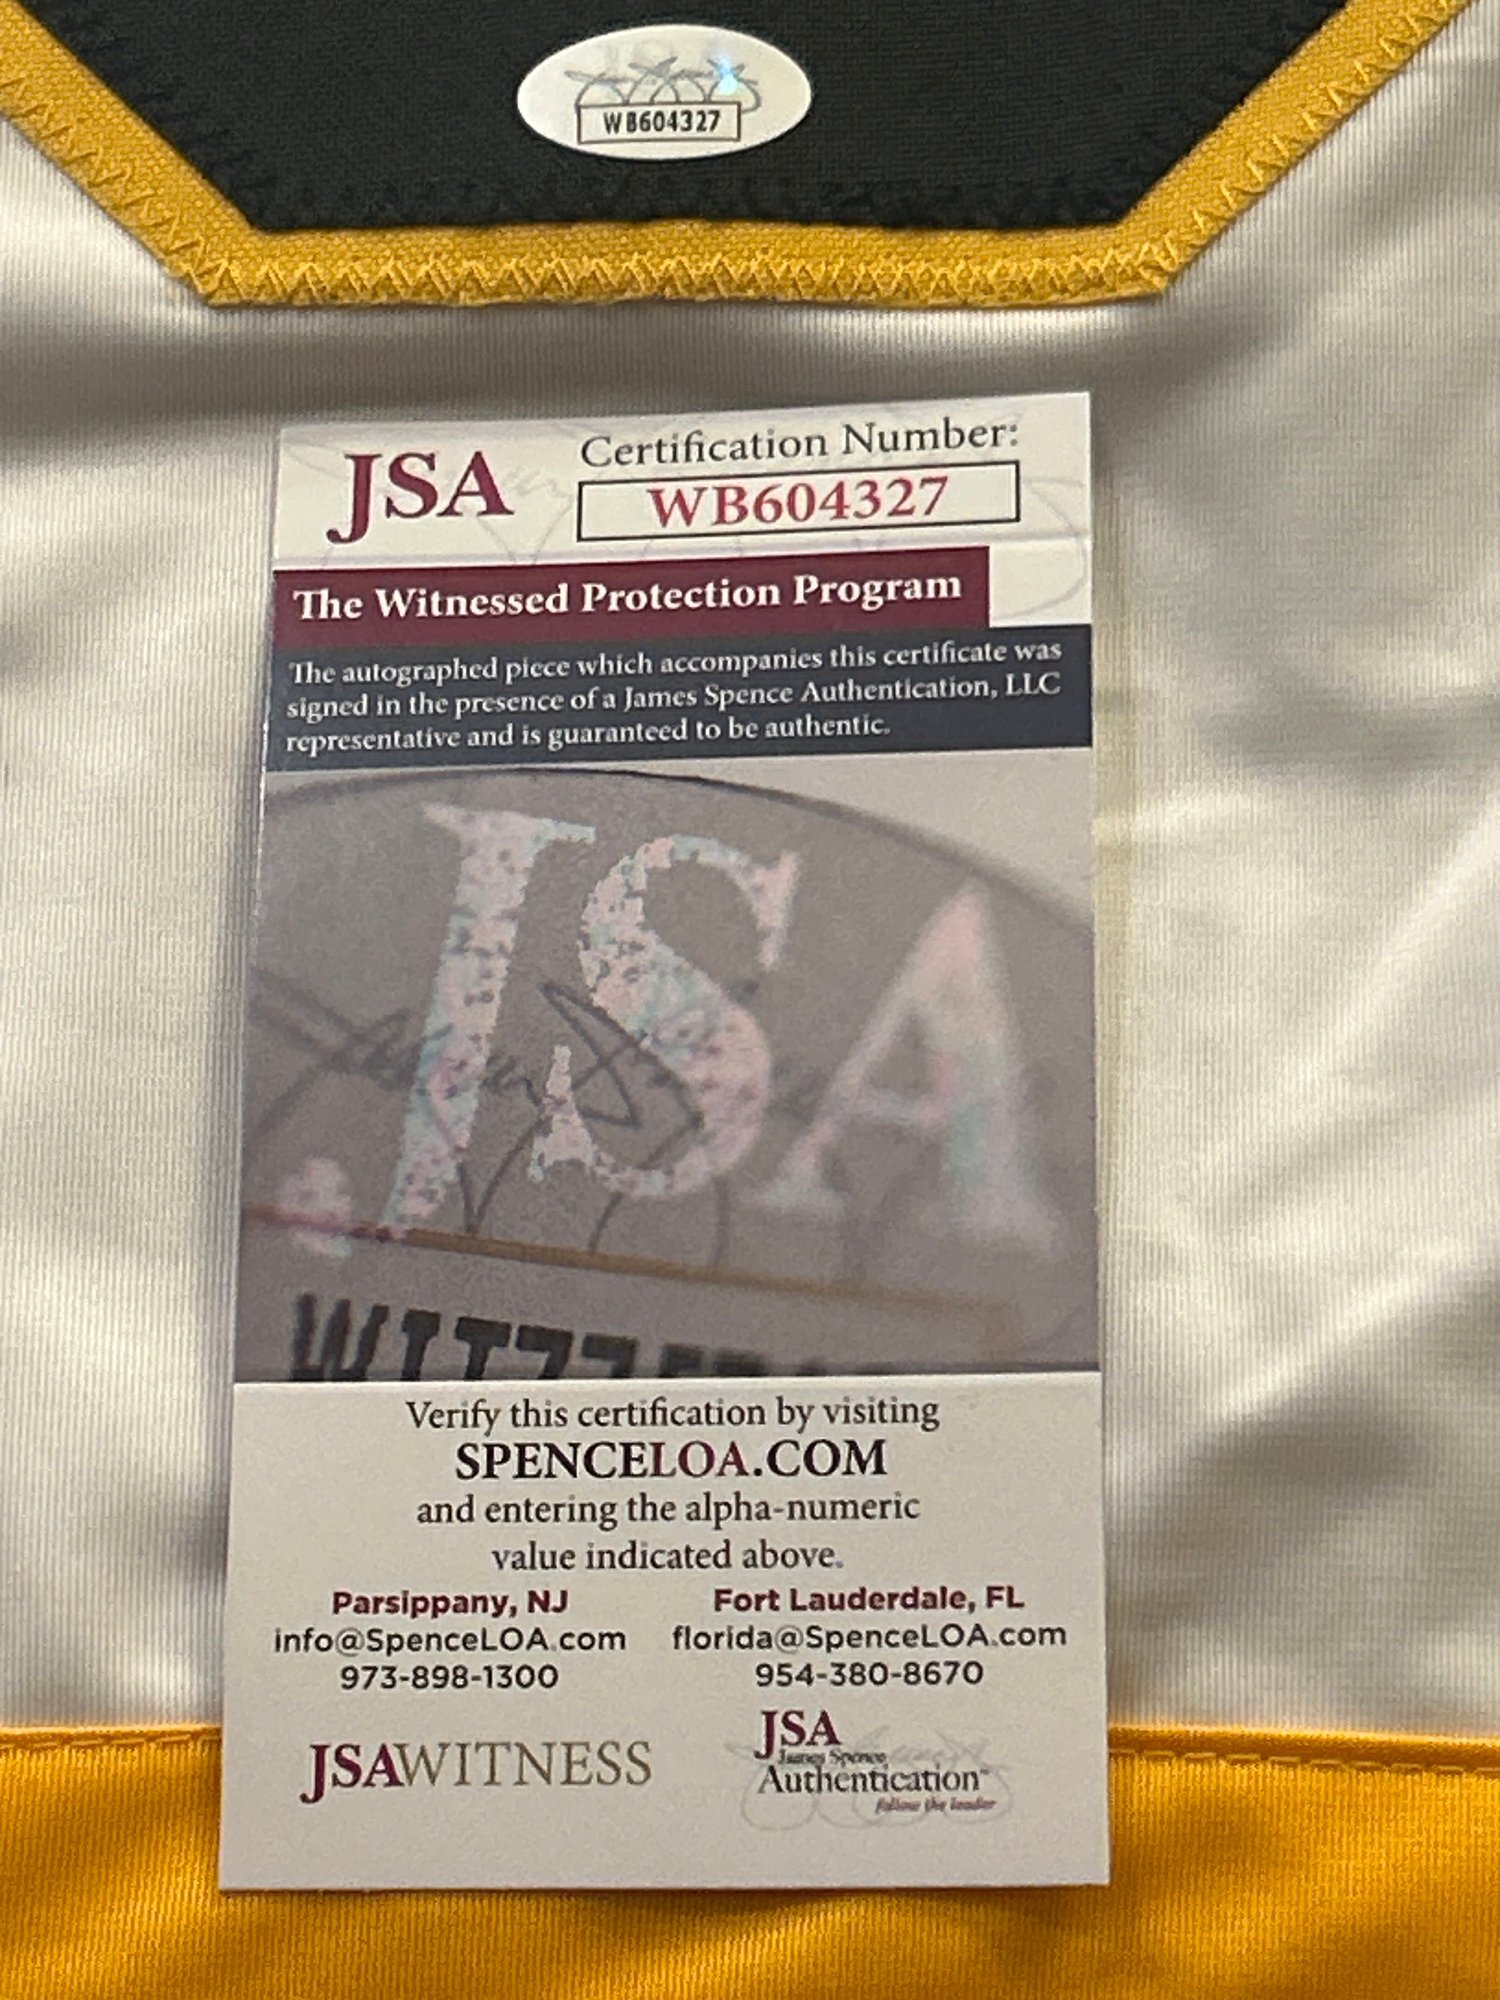 WB604327
JSA
Certification Number:
WB604327
The Witnessed Protection Program
The autographed piece which accompanies this certificate was
signed in the presence of a James Spence Authentication, LLC
representative and is guaranteed to be authentic.
JSA
Verify this certification by visiting
SPENCELOA.COM
and entering the alpha-numeric
value indicated above.
Parsippany, NJ
info@SpenceLOA.com
973-898-1300
Fort Lauderdale, FL
florida@SpenceLOA.com
954-380-8670
JSAWITNESS
JSA
James Spence
Authentication™
follow the leader